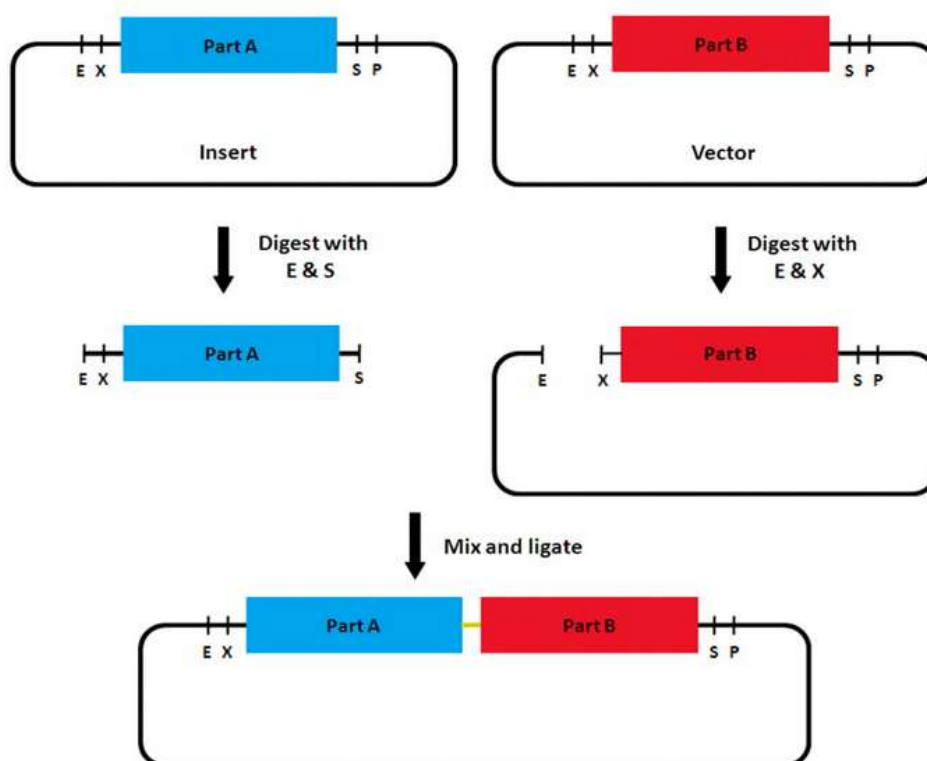 Part A
Part B
E X
S P
E X
S P
Insert
Vector
Digest with
E & S
Digest with
E & X
Part A
Part B
E X
S
E
X
S P
Mix and ligate
Part A
Part B
E X
S P